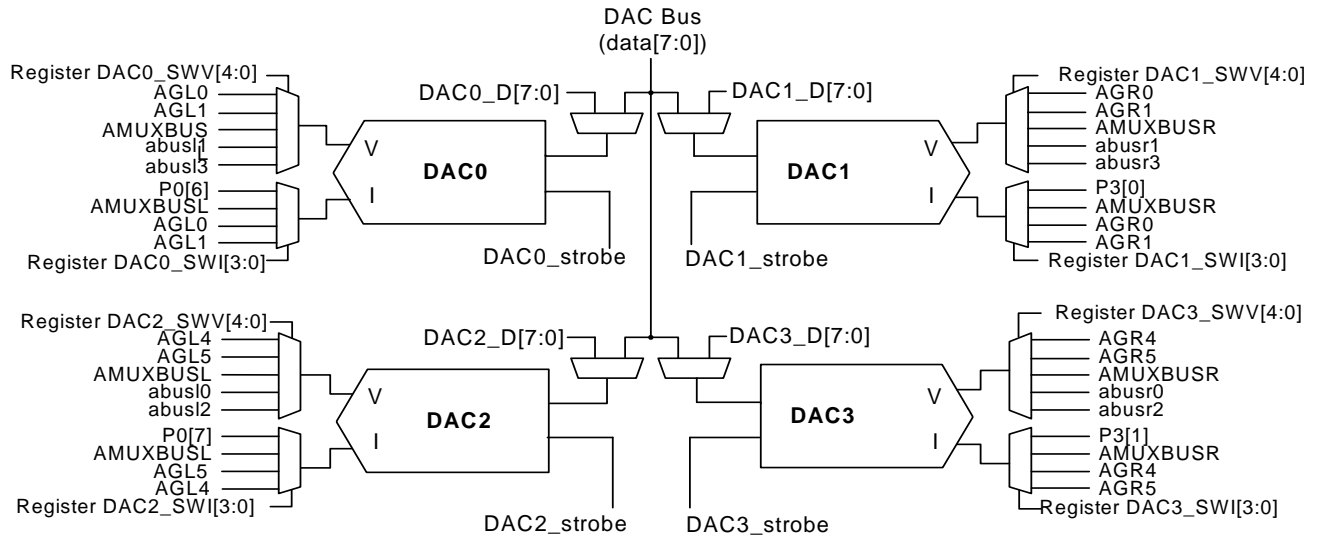 DAC Bus
(data[7:0])
Register DAC0_SWV[4:0]
AGL0
AGL1
AMUXBUS
abusl1
L
abusl3
P0[6]
AMUXBUSL
AGL0
AGL1
Register DAC0_SWI[3:0]
V
I
DAC0
DAC0_D[7:0]
DAC0_strobe
DAC1_D[7:0]
DAC1
V
I
DAC1_strobe
Register DAC1_SWV[4:0]
AGR0
AGR1
AMUXBUSR
abusr1
abusr3
P3[0]
AMUXBUSR
AGR0
AGR1
Register DAC1_SWI[3:0]
Register DAC2_SWV[4:0]
AGL4
AGL5
AMUXBUSL
abusl0
abusl2
P0[7]
AMUXBUSL
AGL5
AGL4
Register DAC2_SWI[3:0]
V
I
DAC2
DAC2_D[7:0]
DAC2_strobe
DAC3_D[7:0]
DAC3
V
I
DAC3_strobe
Register DAC3_SWV[4:0]
AGR4
AGR5
AMUXBUSR
abusr0
abusr2
P3[1]
AMUXBUSR
AGR4
AGR5
Register DAC3_SWI[3:0]